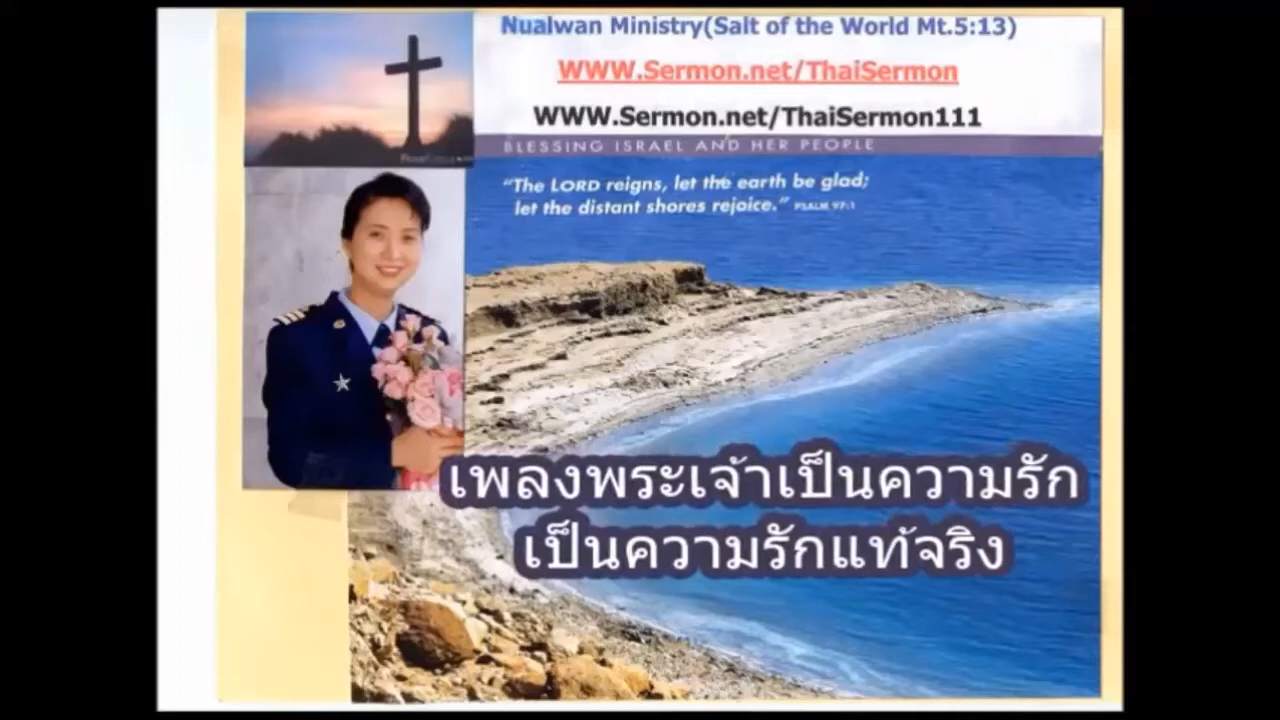 Nualwan Ministry(Salt of the World Mt.5:13)
WWW.Sermon.net/ThaiSermon
WWW.Sermon.net/ThaiSermon111
BLESSING ISRAEL AND HER PEOPLE
“The LORD reigns, let the earth be glad;
let the distant shores rejoice.” PSALM 97:1
เพลงพระเจ้าเป็นความรัก
เป็นความรักแท้จริง